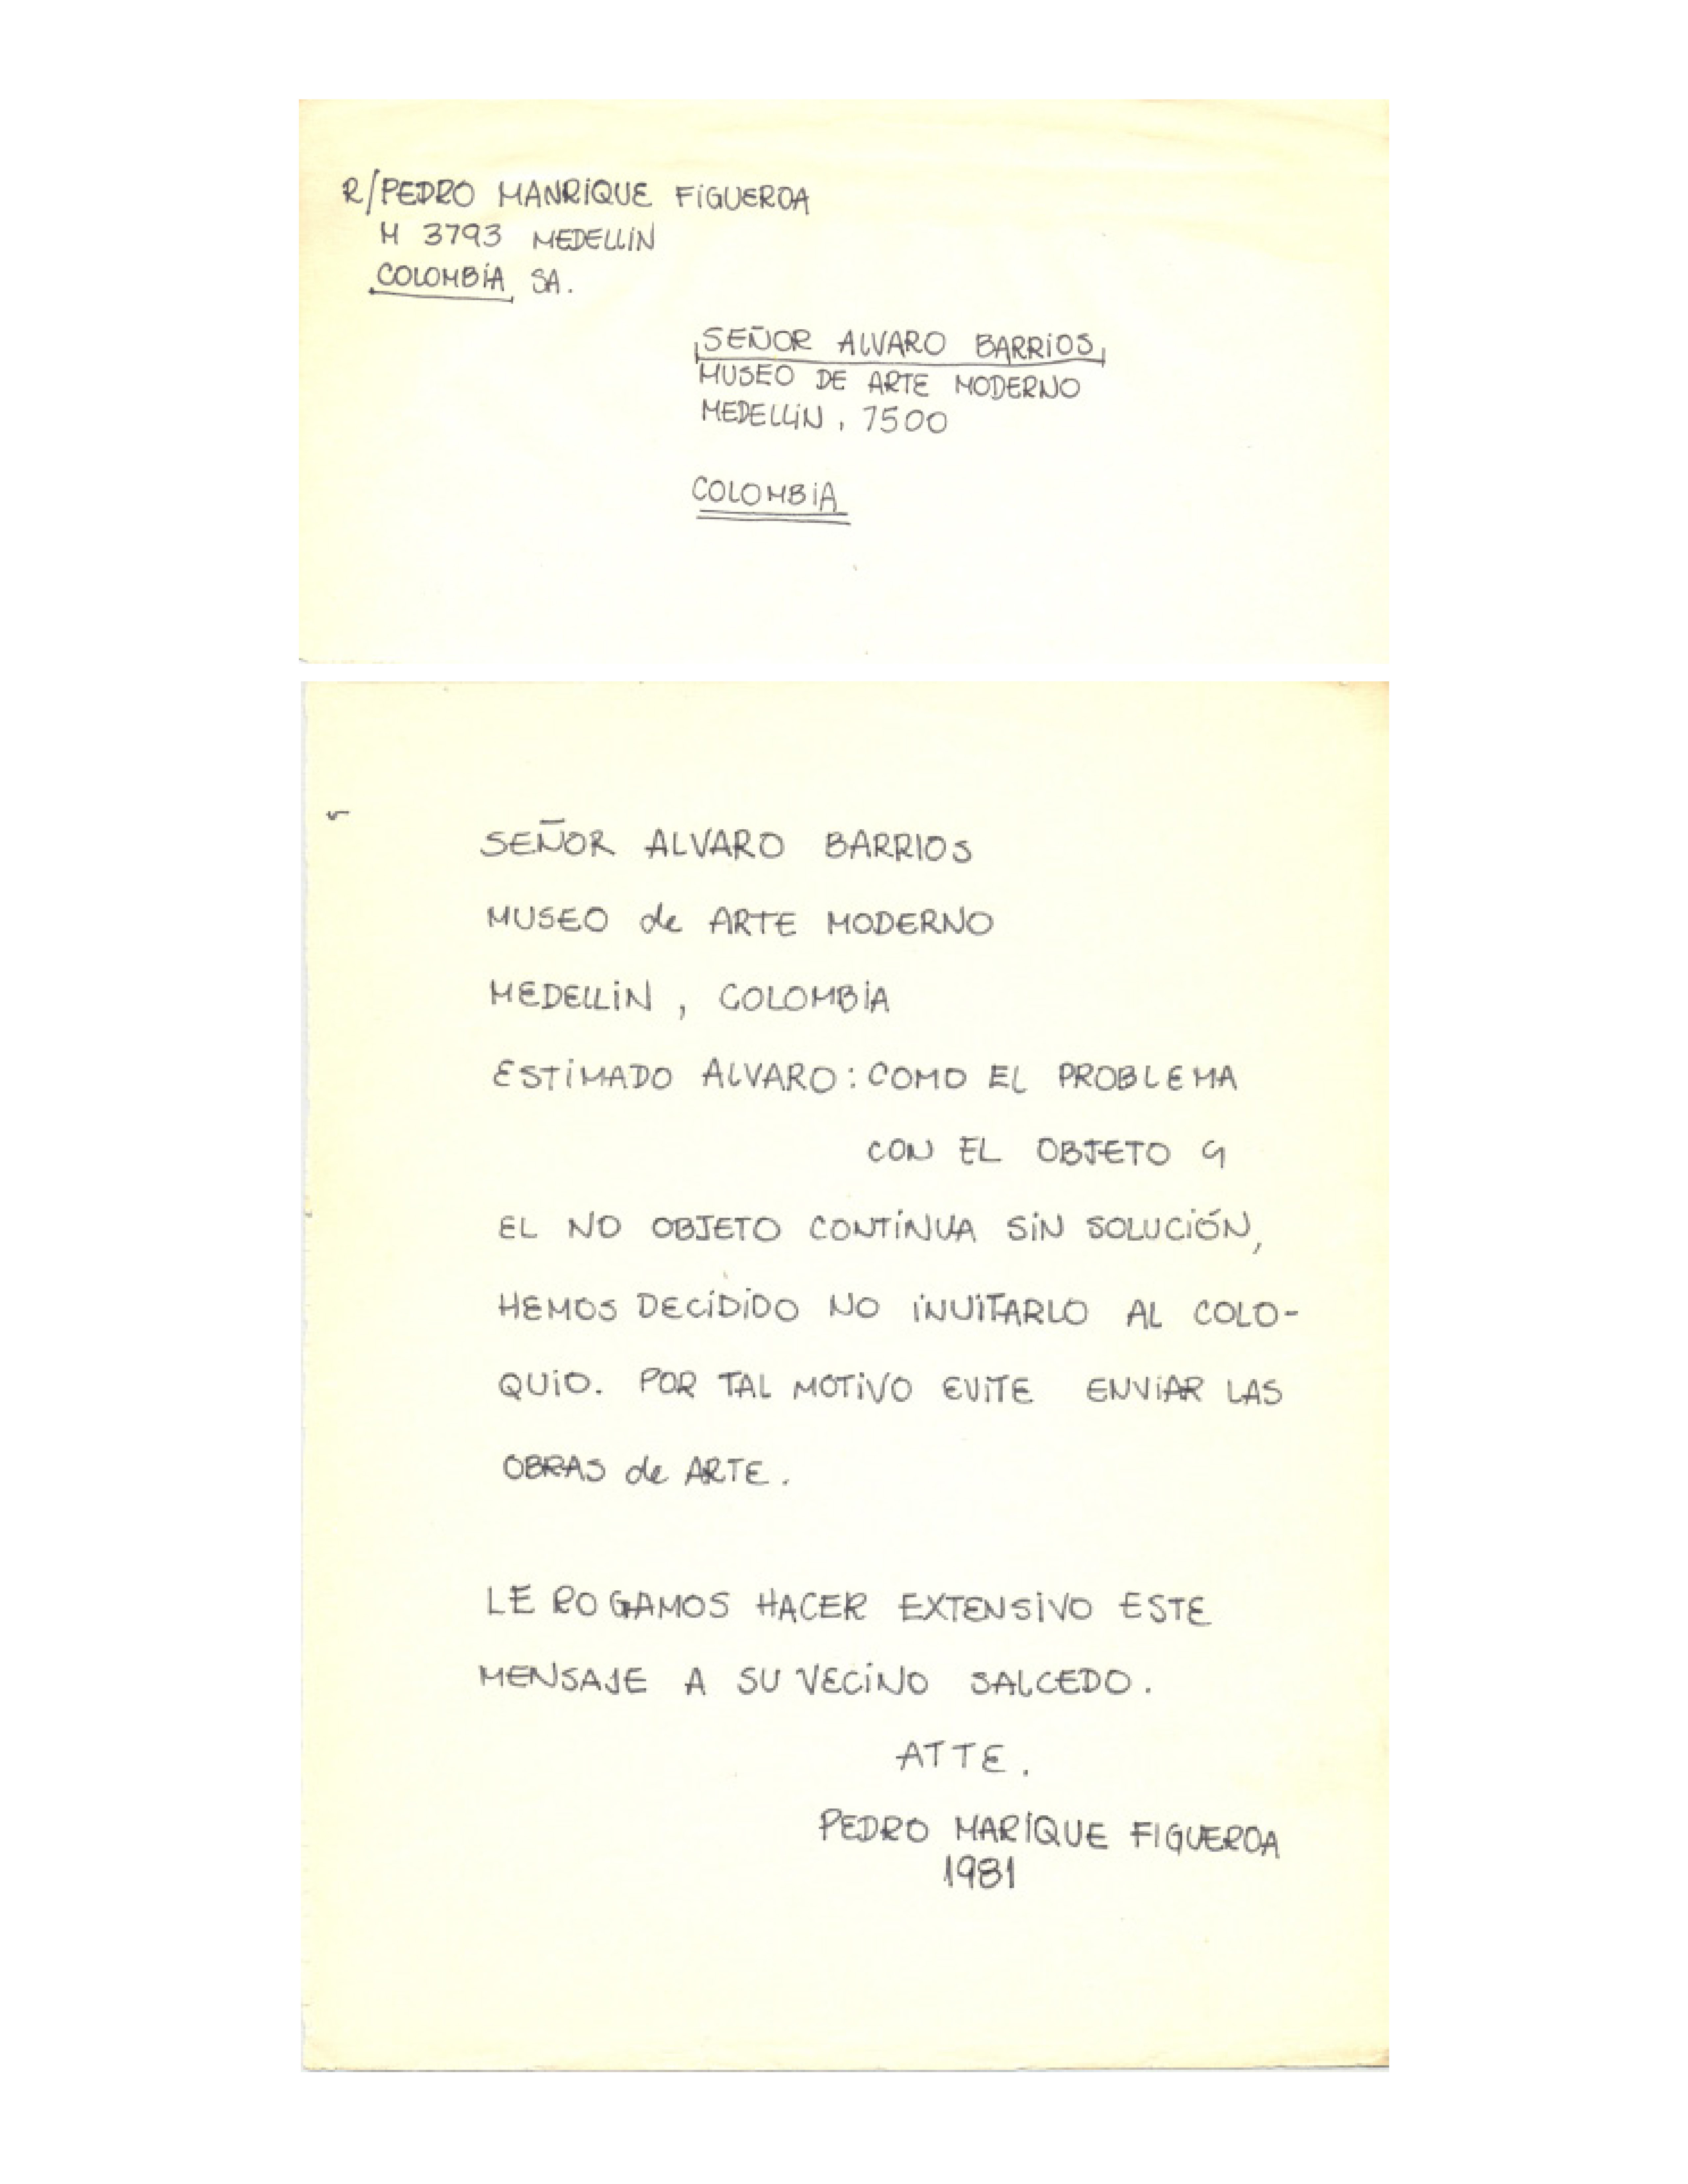 R/PEDRO MANRIQUE FIGUEROA
M 3793 MEDELLIN
COLOMBIA SA.
SEÑOR ALVARO BARRIOS
MUSEO DE ARTE MODERNO
MEDELLIN, 7500
COLOMBIA
SEÑOR ALVARO BARRIOS
MUSEO de ARTE MODERNO
MEDELLIN, COLOMBIA
ESTIMADO ALVARO: COMO EL PROBLEMA
CON EL OBJETO Y
EL NO OBJETO CONTINUA SIN SOLUCIÓN,
HEMOS DECIDIDO NO INVITARLO AL COLO-
QUIO. POR TAL MOTIVO EVITE ENVIAR LAS
OBRAS de ARTE.
LE ROGAMOS HACER EXTENSIVO ESTE
MENSAJE A SU VECINO SALCEDO.
ATTE.
PEDRO MARIQUE FIGUEROA
1981